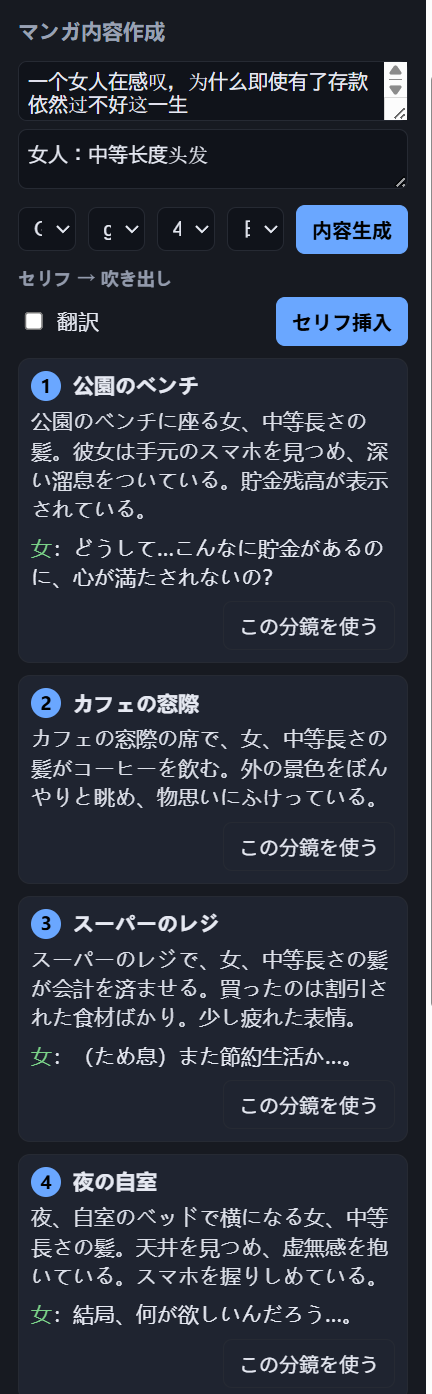 マンガ内容作成
一个女人在感叹，为什么即使有了存款
依然过不好这一生
女人：中等长度头发
g
4
内容生成
セリフ → 吹き出し
翻訳
セリフ挿入
1 公園のベンチ
公園のベンチに座る女、中等長さの
髪。彼女は手元のスマホを見つめ、深
い溜息をついている。貯金残高が表示
されている。
女: どうして…こんなに貯金があるの
に、心が満たされないの?
この分鏡を使う
2 カフェの窓際
カフェの窓際の席で、女、中等長さの
髪がコーヒーを飲む。外の景色をぼん
やりと眺め、物思いにふけっている。
この分鏡を使う
3 スーパーのレジ
スーパーのレジで、女、中等長さの髪
が会計を済ませる。買ったのは割引さ
れた食材ばかり。少し疲れた表情。
女: （ため息）また節約生活か…。
この分鏡を使う
4 夜の自室
夜、自室のベッドで横になる女、中等
長さの髪。天井を見つめ、虚無感を抱
いている。スマホを握りしめている。
女: 結局、何が欲しいんだろう…。
この分鏡を使う